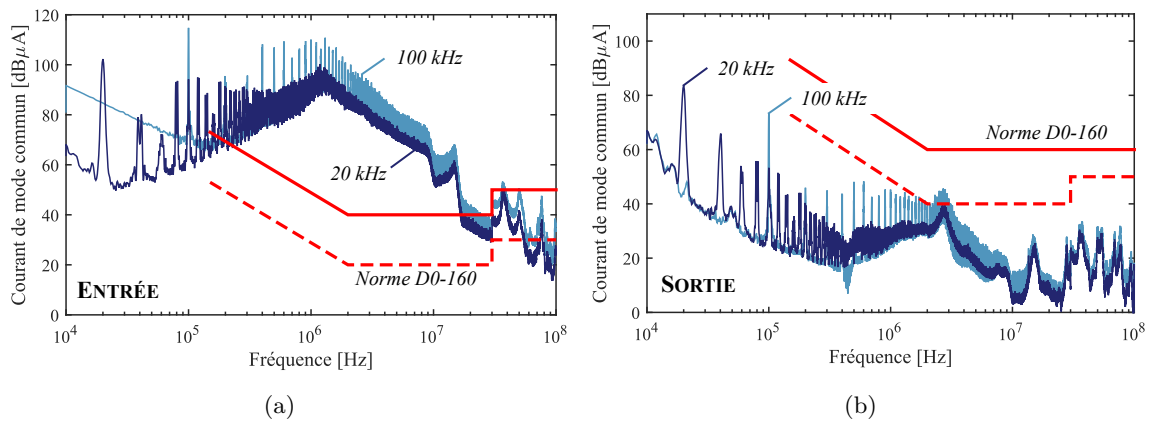 120
100
80
60
40
20
0
Courant de mode commun [dBµA]
100 kHz
20 kHz
Norme D0-160
ENTRÉE
10^4
10^5
10^6
10^7
10^8
Fréquence [Hz]
(a)
100
80
60
40
20
0
Courant de mode commun [dBµA]
20 kHz
100 kHz
Norme D0-160
SORTIE
10^4
10^5
10^6
10^7
10^8
Fréquence [Hz]
(b)